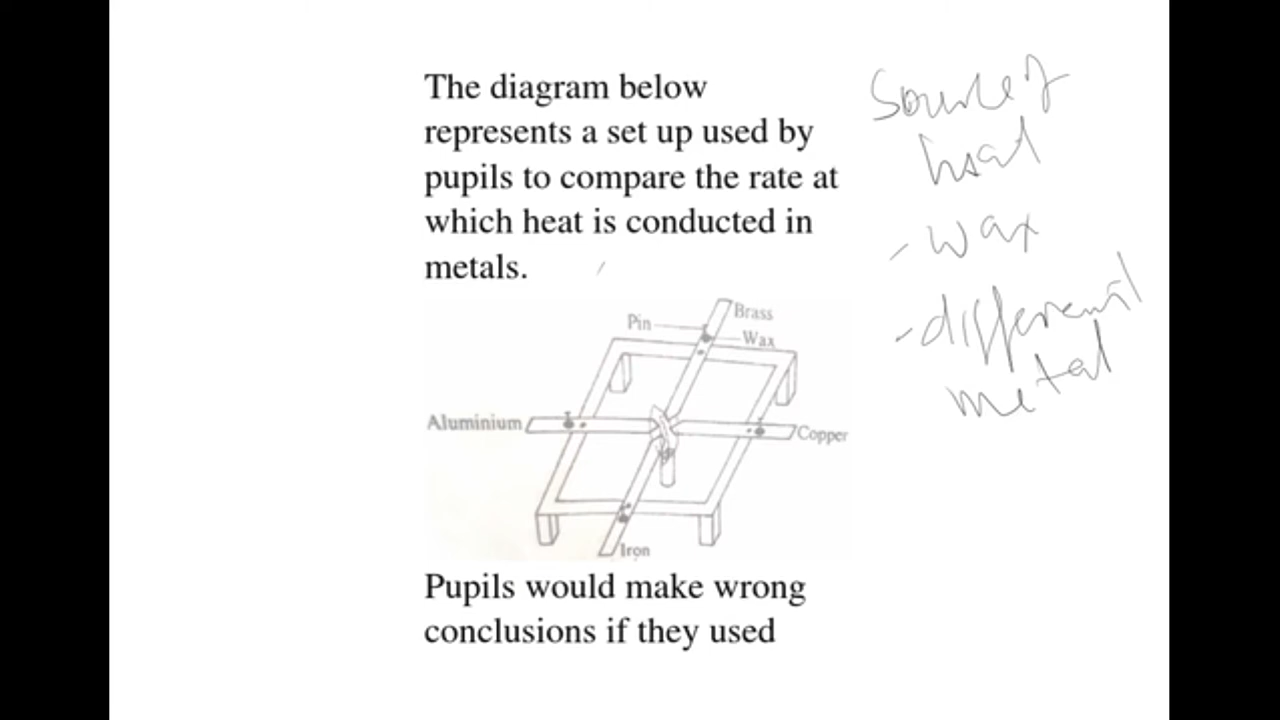 The diagram below
represents a set up used by
pupils to compare the rate at
which heat is conducted in
metals.
Brass
Pin
Wax
Aluminium
Copper
Iron
Pupils would make wrong
conclusions if they used
Source of
heat
- wax
- different
metal